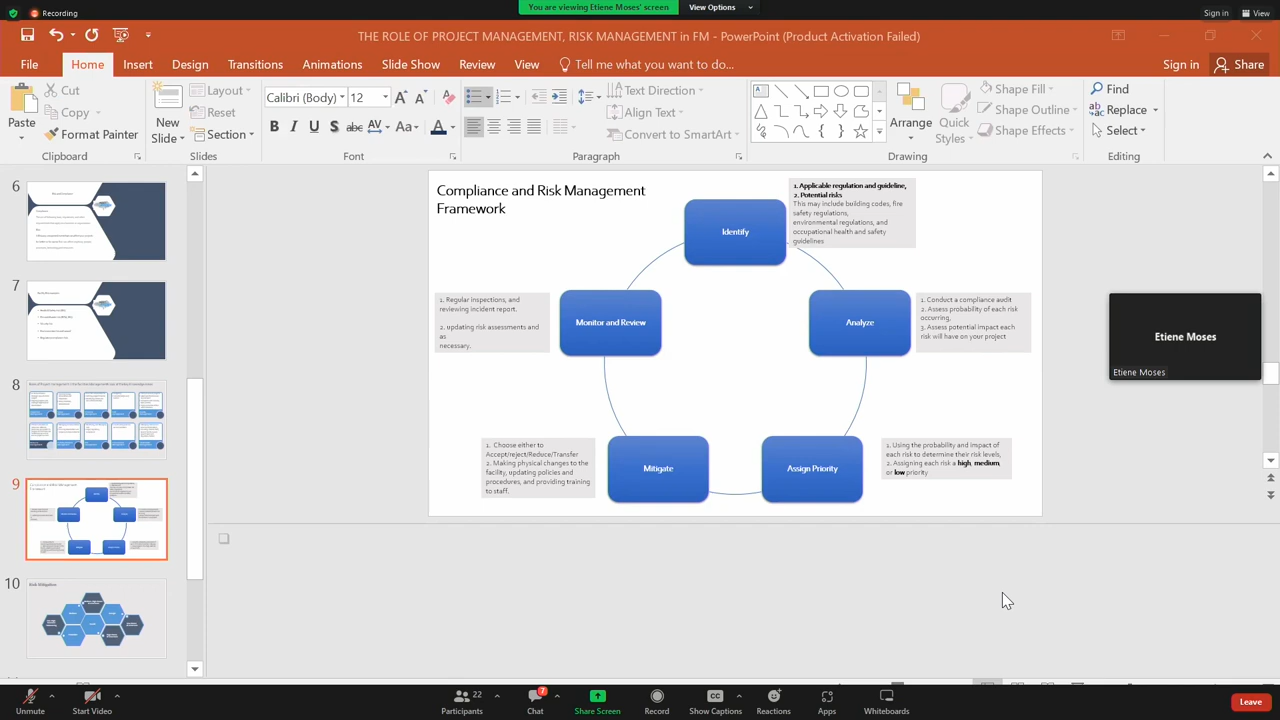 Recording
You are viewing Etiene Moses' screen
View Options
Sign in
View
THE ROLE OF PROJECT MANAGEMENT, RISK MANAGEMENT in FM - PowerPoint (Product Activation Failed)
File Home Insert Design Transitions Animations Slide Show Review View Tell me what you want to do... Sign in Share
Paste
Cut
Copy
Format Painter
Clipboard
New
Slide
Layout
Reset
Section
Slides
Calibri (Body) 12
B I U S abc AV Aa A
Font
Text Direction
Align Text
Convert to SmartArt
Paragraph
Arrange
Quick
Styles
Shape Fill
Shape Outline
Shape Effects
Drawing
Find
Replace
Select
Editing
6
7
8
9
10
Risk Mitigation
Compliance and Risk Management
Framework
Identify
1. Applicable regulation and guideline,
2. Potential risks
This may include building codes, fire
safety regulations,
environmental regulations, and
occupational health and safety
guidelines
1. Regular inspections, and
reviewing incident report.
2. updating risk assessments and
as
necessary.
Monitor and Review
Analyze
1. Conduct a compliance audit
2. Assess probability of each risk
occurring,
3. Assess potential impact each
risk will have on your project
1. Choose either to
Accept/reject/Reduce/Transfer
2. Making physical changes to the
facility, updating policies and
procedures, and providing training
to staff.
Mitigate
Assign Priority
1. Using the probability and impact of
each risk to determine their risk levels,
2. Assigning each risk a high, medium,
or low priority
Etiene Moses
Etiene Moses
Unmute
Start Video
Participants 22
Chat 7
Share Screen
Record
CC
Show Captions
Reactions
Apps
Whiteboards
Leave